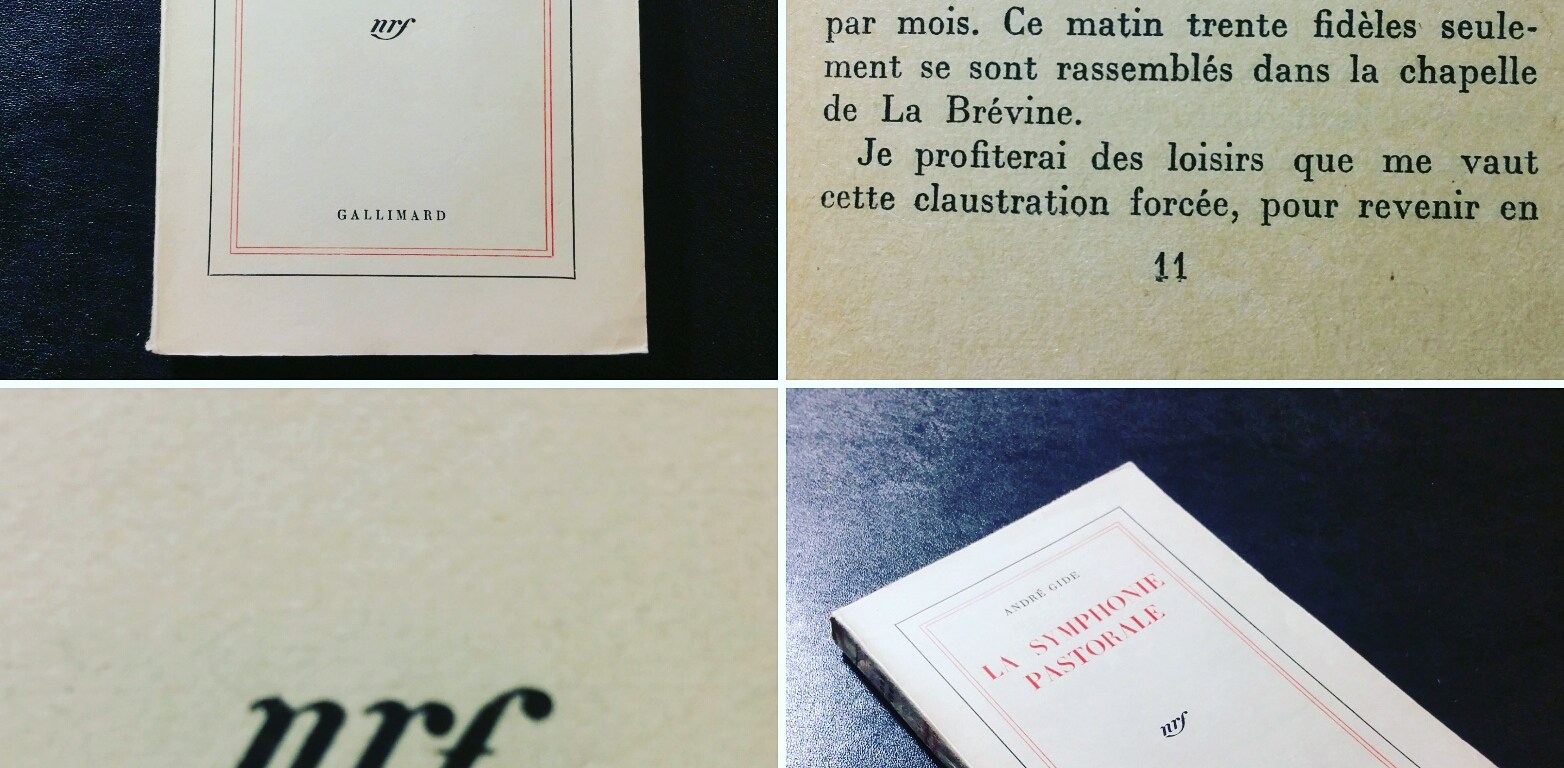 nrf
GALLIMARD
par mois. Ce matin trente fidèles seule-
ment se sont rassemblés dans la chapelle
de La Brévine.
Je profiterai des loisirs que me vaut
cette claustration forcée, pour revenir en
11
nrf
ANDRÉ GIDE
LA SYMPHONIE
PASTORALE
nrf